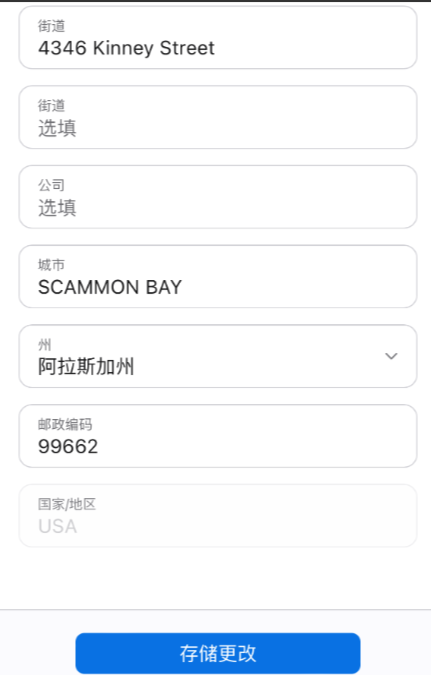 街道
4346 Kinney Street
街道
选填
公司
选填
城市
SCAMMON BAY
州
阿拉斯加州
邮政编码
99662
国家/地区
USA
存储更改